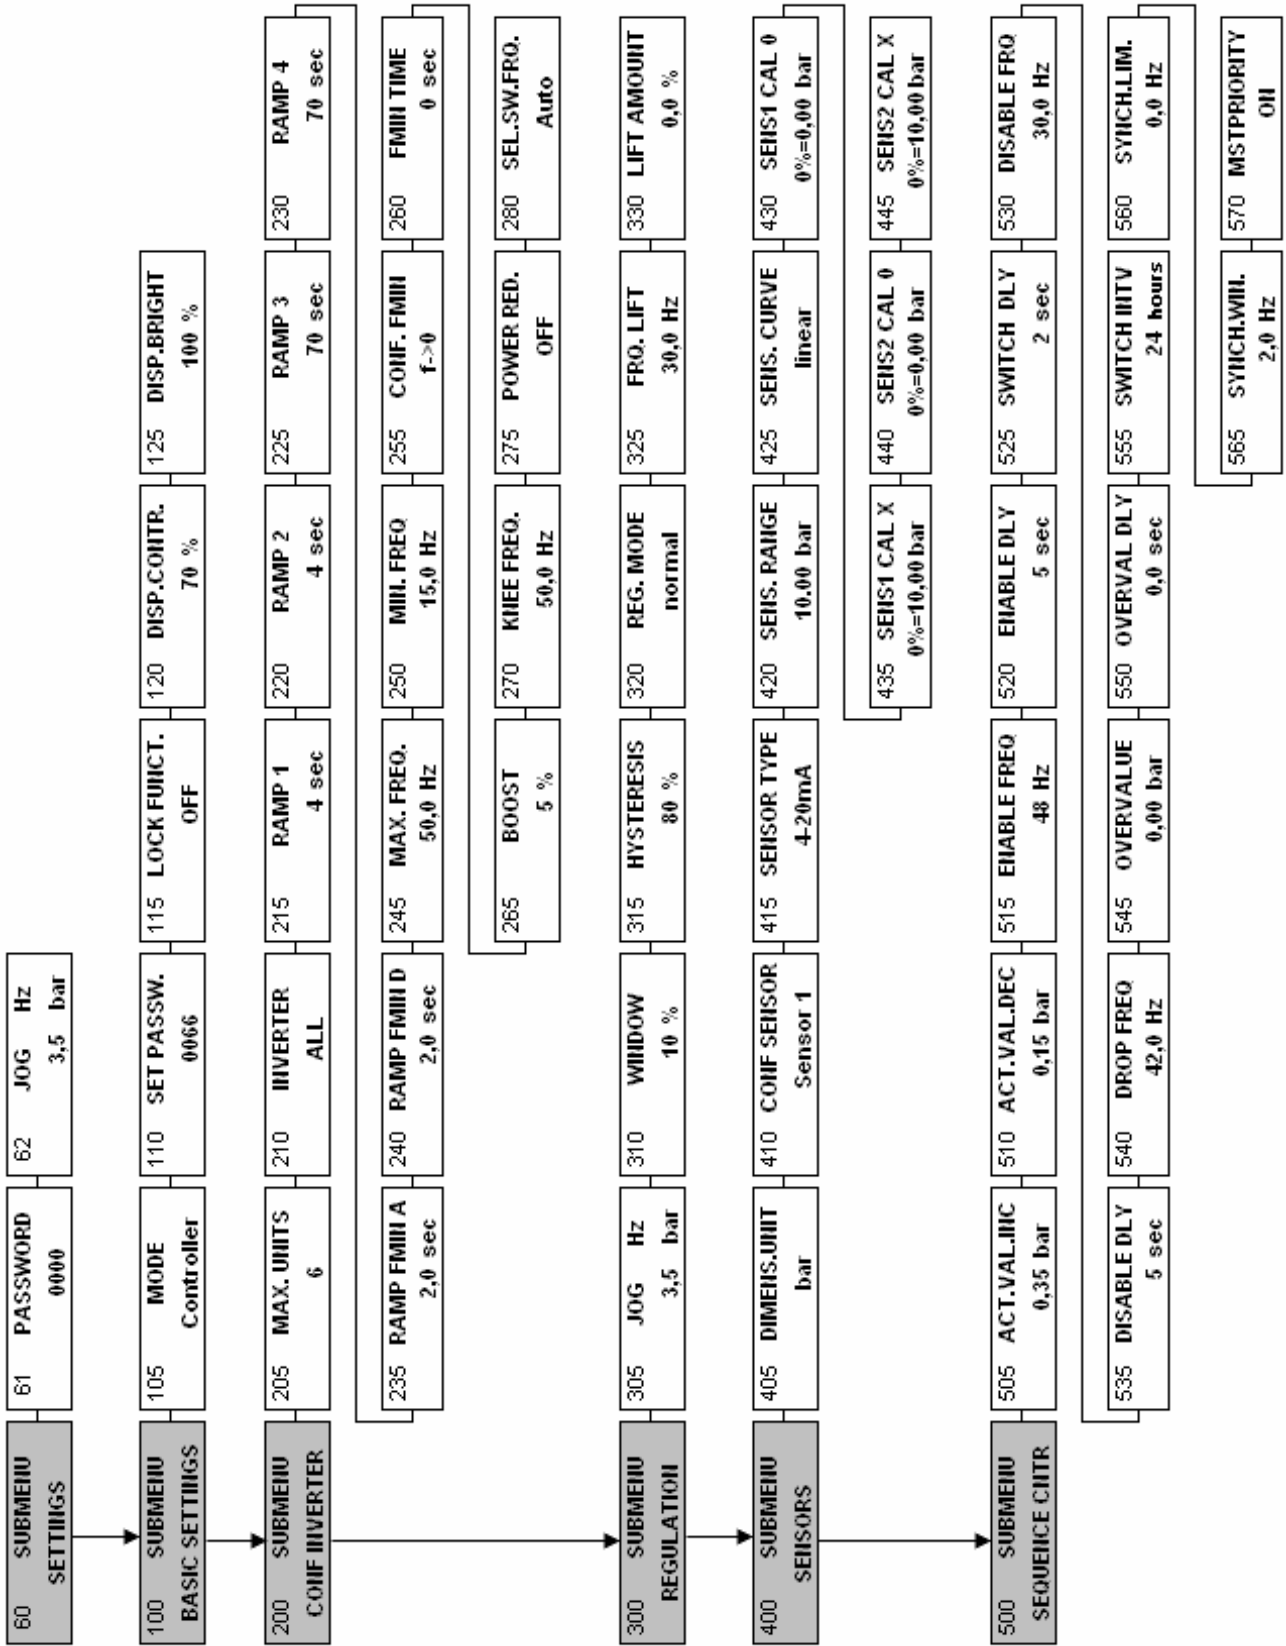 60 SUBMENU
SETTINGS
61 PASSWORD
0000
62 JOG Hz
3,5 bar
100 SUBMENU
BASIC SETTINGS
105 MODE
Controller
110 SET PASSW.
0066
115 LOCK FUNCT.
OFF
120 DISP.CONTR.
70 %
125 DISP.BRIGHT
100 %
200 SUBMENU
CONF INVERTER
205 MAX. UNITS
6
210 INVERTER
ALL
215 RAMP 1
4 sec
220 RAMP 2
4 sec
225 RAMP 3
70 sec
230 RAMP 4
70 sec
235 RAMP FMIN A
2,0 sec
240 RAMP FMIN D
2,0 sec
245 MAX. FREQ.
50,0 Hz
250 MIN. FREQ
15,0 Hz
255 CONF. FMIN
f->0
260 FMIN TIME
0 sec
265 BOOST
5 %
270 KNEE FREQ.
50,0 Hz
275 POWER RED.
OFF
280 SEL.SW.FRQ.
Auto
300 SUBMENU
REGULATION
305 JOG Hz
3,5 bar
310 WINDOW
10 %
315 HYSTERESIS
80 %
320 REG. MODE
normal
325 FRQ. LIFT
30,0 Hz
330 LIFT AMOUNT
0,0 %
400 SUBMENU
SENSORS
405 DIMENS.UNIT
bar
410 CONF SENSOR
Sensor 1
415 SENSOR TYPE
4-20mA
420 SENS. RANGE
10.00 bar
425 SENS. CURVE
linear
430 SENS1 CAL 0
0%=0,00 bar
435 SENS1 CAL X
0%=10,00bar
440 SENS2 CAL 0
0%=0,00 bar
445 SENS2 CAL X
0%=10,00bar
500 SUBMENU
SEQUENCE CNTR
505 ACT.VAL.INC
0,35 bar
510 ACT.VAL.DEC
0,15 bar
515 ENABLE FREQ
48 Hz
520 ENABLE DLY
5 sec
525 SWITCH DLY
2 sec
530 DISABLE FRQ
30,0 Hz
535 DISABLE DLY
5 sec
540 DROP FREQ
42,0 Hz
545 OVERVALUE
0,00 bar
550 OVERVAL DLY
0,0 sec
555 SWITCH INTV
24 hours
560 SYNCH.LIM.
0,0 Hz
565 SYNCH.WIN.
2,0 Hz
570 MSTPRIORITY
ON